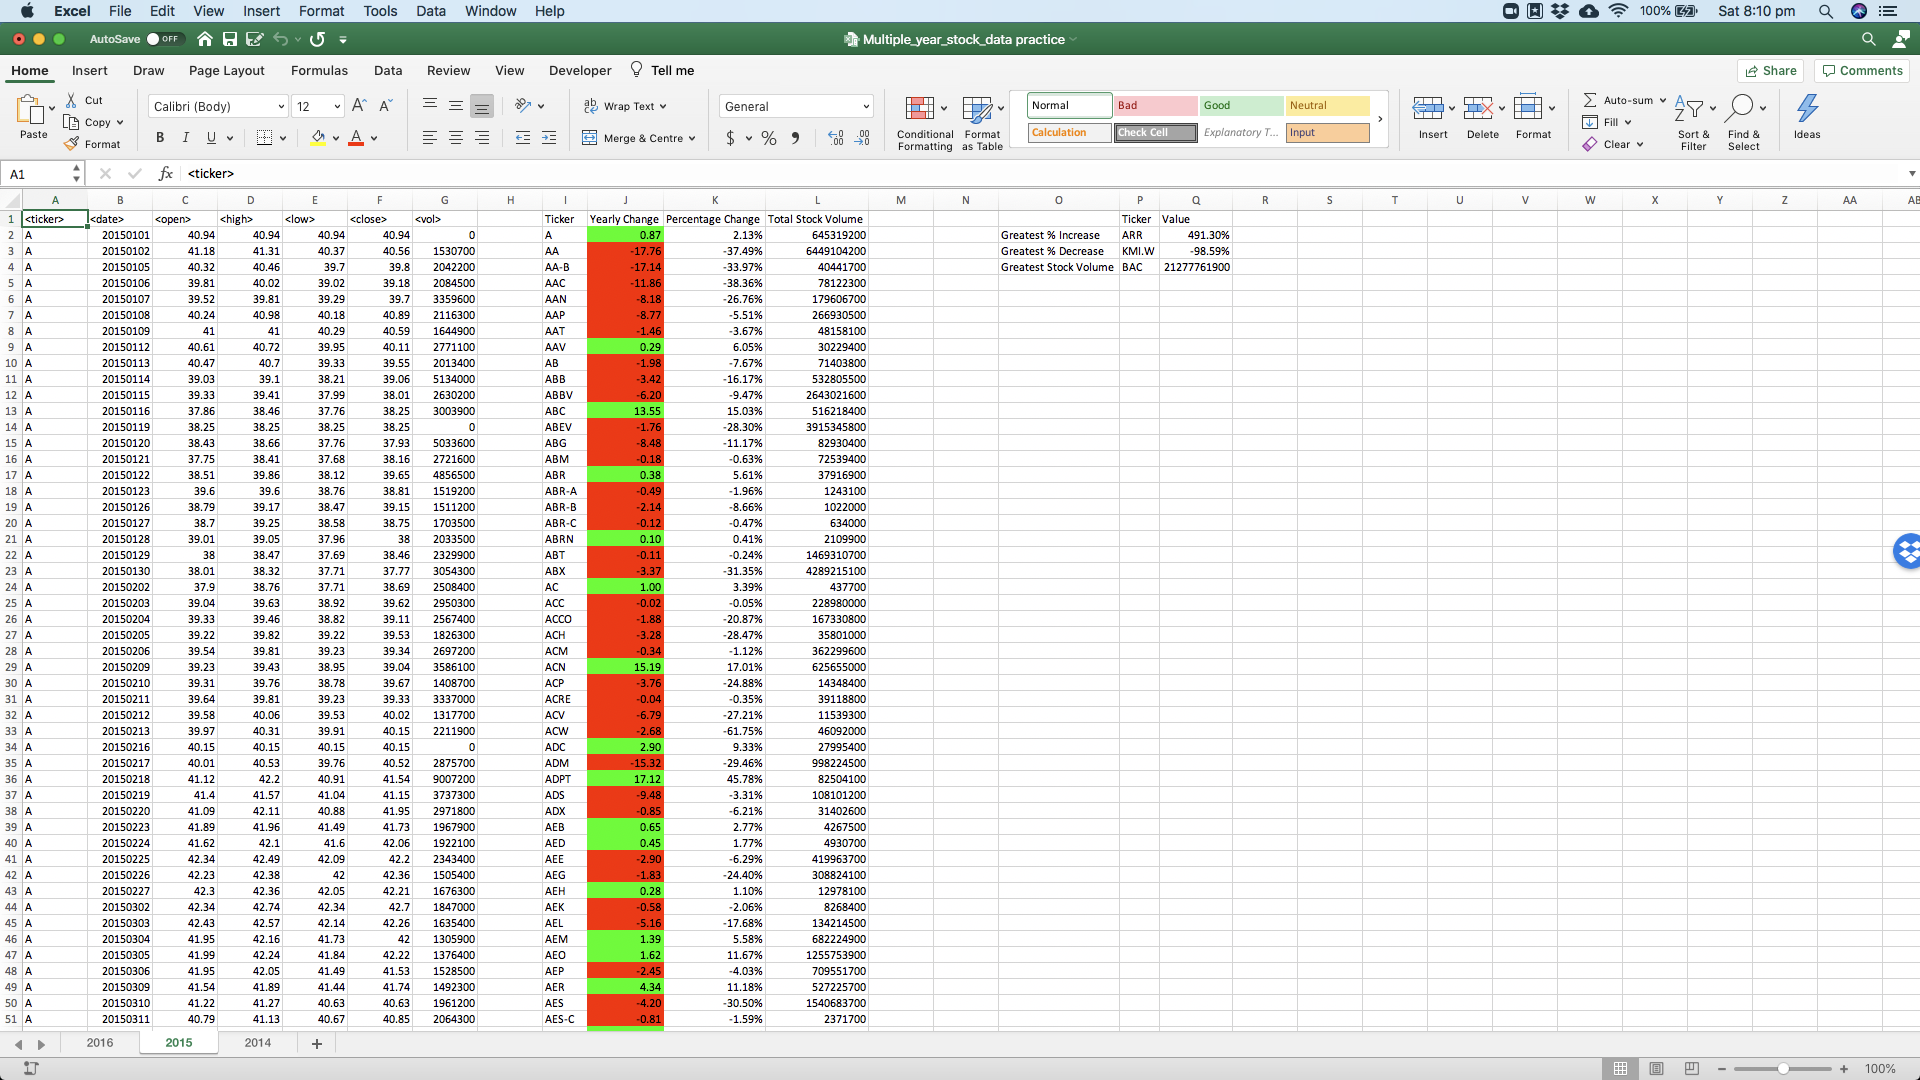 Excel File Edit View Insert Format Tools Data Window Help 100% Sat 8:10 pm
AutoSave OFF Multiple_year_stock_data practice
Home Insert Draw Page Layout Formulas Data Review View Developer Tell me Share Comments
Paste Cut Copy Format Calibri (Body) 12 Wrap Text Merge & Centre General Conditional Formatting Format as Table Normal Bad Good Neutral Calculation Check Cell Explanatory T... Input Insert Delete Format Auto-sum Fill Clear Sort & Filter Find & Select Ideas
A1 fx <ticker>
A B C D E F G H I J K L M N O P Q R S T U V W X Y Z AA AB
1 <ticker> <date> <open> <high> <low> <close> <vol> Ticker Yearly Change Percentage Change Total Stock Volume Ticker Value
2 A 20150101 40.94 40.94 40.94 40.94 0 A 0.87 2.13% 645319200 Greatest % Increase ARR 491.30%
3 A 20150102 41.18 41.31 40.37 40.56 1530700 AA -17.76 -37.49% 6449104200 Greatest % Decrease KMI.W -98.59%
4 A 20150105 40.32 40.46 39.7 39.8 2042200 AA-B -17.14 -33.97% 40441700 Greatest Stock Volume BAC 21277761900
5 A 20150106 39.81 40.02 39.02 39.18 2084500 AAC -11.86 -38.36% 78122300
6 A 20150107 39.52 39.81 39.29 39.7 3359600 AAN -8.18 -26.76% 179606700
7 A 20150108 40.24 40.98 40.18 40.89 2116300 AAP -8.77 -5.51% 266930500
8 A 20150109 41 41 40.29 40.59 1644900 AAT -1.46 -3.67% 48158100
9 A 20150112 40.61 40.72 39.95 40.11 2771100 AAV 0.29 6.05% 30229400
10 A 20150113 40.47 40.7 39.33 39.55 2013400 AB -1.98 -7.67% 71403800
11 A 20150114 39.03 39.1 38.21 39.06 5134000 ABB -3.42 -16.17% 532805500
12 A 20150115 39.33 39.41 37.99 38.01 2630200 ABBV -6.20 -9.47% 2643021600
13 A 20150116 37.86 38.46 37.76 38.25 3003900 ABC 13.55 15.03% 516218400
14 A 20150119 38.25 38.25 38.25 38.25 0 ABEV -1.76 -28.30% 3915345800
15 A 20150120 38.43 38.66 37.76 37.93 5033600 ABG -8.48 -11.17% 82930400
16 A 20150121 37.75 38.41 37.68 38.16 2721600 ABM -0.18 -0.63% 72539400
17 A 20150122 38.51 39.86 38.12 39.65 4856500 ABR 0.38 5.61% 37916900
18 A 20150123 39.6 39.6 38.76 38.81 1519200 ABR-A -0.49 -1.96% 1243100
19 A 20150126 38.79 39.17 38.47 39.15 1511200 ABR-B -2.14 -8.66% 1022000
20 A 20150127 38.7 39.25 38.58 38.75 1703500 ABR-C -0.12 -0.47% 634000
21 A 20150128 39.01 39.05 37.96 38 2033500 ABRN 0.10 0.41% 2109900
22 A 20150129 38 38.47 37.69 38.46 2329900 ABT -0.11 -0.24% 1469310700
23 A 20150130 38.01 38.32 37.71 37.77 3054300 ABX -3.37 -31.35% 4289215100
24 A 20150202 37.9 38.76 37.71 38.69 2508400 AC 1.00 3.39% 437700
25 A 20150203 39.04 39.63 38.92 39.62 2950300 ACC -0.02 -0.05% 228980000
26 A 20150204 39.33 39.46 38.82 39.11 2567400 ACCO -1.88 -20.87% 167330800
27 A 20150205 39.22 39.82 39.22 39.53 1826300 ACH -3.28 -28.47% 35801000
28 A 20150206 39.54 39.81 39.23 39.34 2697200 ACM -0.34 -1.12% 362299600
29 A 20150209 39.23 39.43 38.95 39.04 3586100 ACN 15.19 17.01% 625655000
30 A 20150210 39.31 39.76 38.78 39.67 1408700 ACP -3.76 -24.88% 14348400
31 A 20150211 39.64 39.81 39.23 39.33 3337000 ACRE -0.04 -0.35% 39118800
32 A 20150212 39.58 40.06 39.53 40.02 1317700 ACV -6.79 -27.21% 11539300
33 A 20150213 39.97 40.31 39.91 40.15 2211900 ACW -2.68 -61.75% 46092000
34 A 20150216 40.15 40.15 40.15 40.15 0 ADC 2.90 9.33% 27995400
35 A 20150217 40.01 40.53 39.76 40.52 2875700 ADM -15.32 -29.46% 998224500
36 A 20150218 41.12 42.2 40.91 41.54 9007200 ADPT 17.12 45.78% 82504100
37 A 20150219 41.4 41.57 41.04 41.15 3737300 ADS -9.48 -3.31% 108101200
38 A 20150220 41.09 42.11 40.88 41.95 2971800 ADX -0.85 -6.21% 31402600
39 A 20150223 41.89 41.96 41.49 41.73 1967900 AEB 0.65 2.77% 4267500
40 A 20150224 41.62 42.1 41.6 42.06 1922100 AED 0.45 1.77% 4930700
41 A 20150225 42.34 42.49 42.09 42.2 2343400 AEE -2.90 -6.29% 419963700
42 A 20150226 42.23 42.38 42 42.36 1505400 AEG -1.83 -24.40% 308824100
43 A 20150227 42.3 42.36 42.05 42.21 1676300 AEH 0.28 1.10% 12978100
44 A 20150302 42.34 42.74 42.34 42.7 1847000 AEK -0.58 -2.06% 8268400
45 A 20150303 42.43 42.57 42.14 42.26 1635400 AEL -5.16 -17.68% 134214500
46 A 20150304 41.95 42.16 41.73 42 1305900 AEM 1.39 5.58% 682224900
47 A 20150305 41.99 42.24 41.84 42.22 1376400 AEO 1.62 11.67% 1255753900
48 A 20150306 41.95 42.05 41.49 41.53 1528500 AEP -2.45 -4.03% 709551700
49 A 20150309 41.54 41.89 41.44 41.74 1492300 AER 4.34 11.18% 527225700
50 A 20150310 41.22 41.27 40.63 40.63 1961200 AES -4.20 -30.50% 1540683700
51 A 20150311 40.79 41.13 40.67 40.85 2064300 AES-C -0.81 -1.59% 2371700
2016 2015 2014
100%